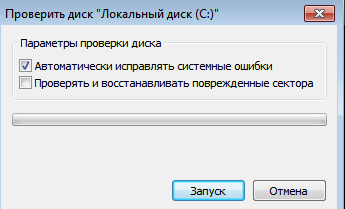 Проверить диск "Локальный диск (C:)"
Параметры проверки диска
Автоматически исправлять системные ошибки
Проверять и восстанавливать поврежденные сектора
Запуск
Отмена